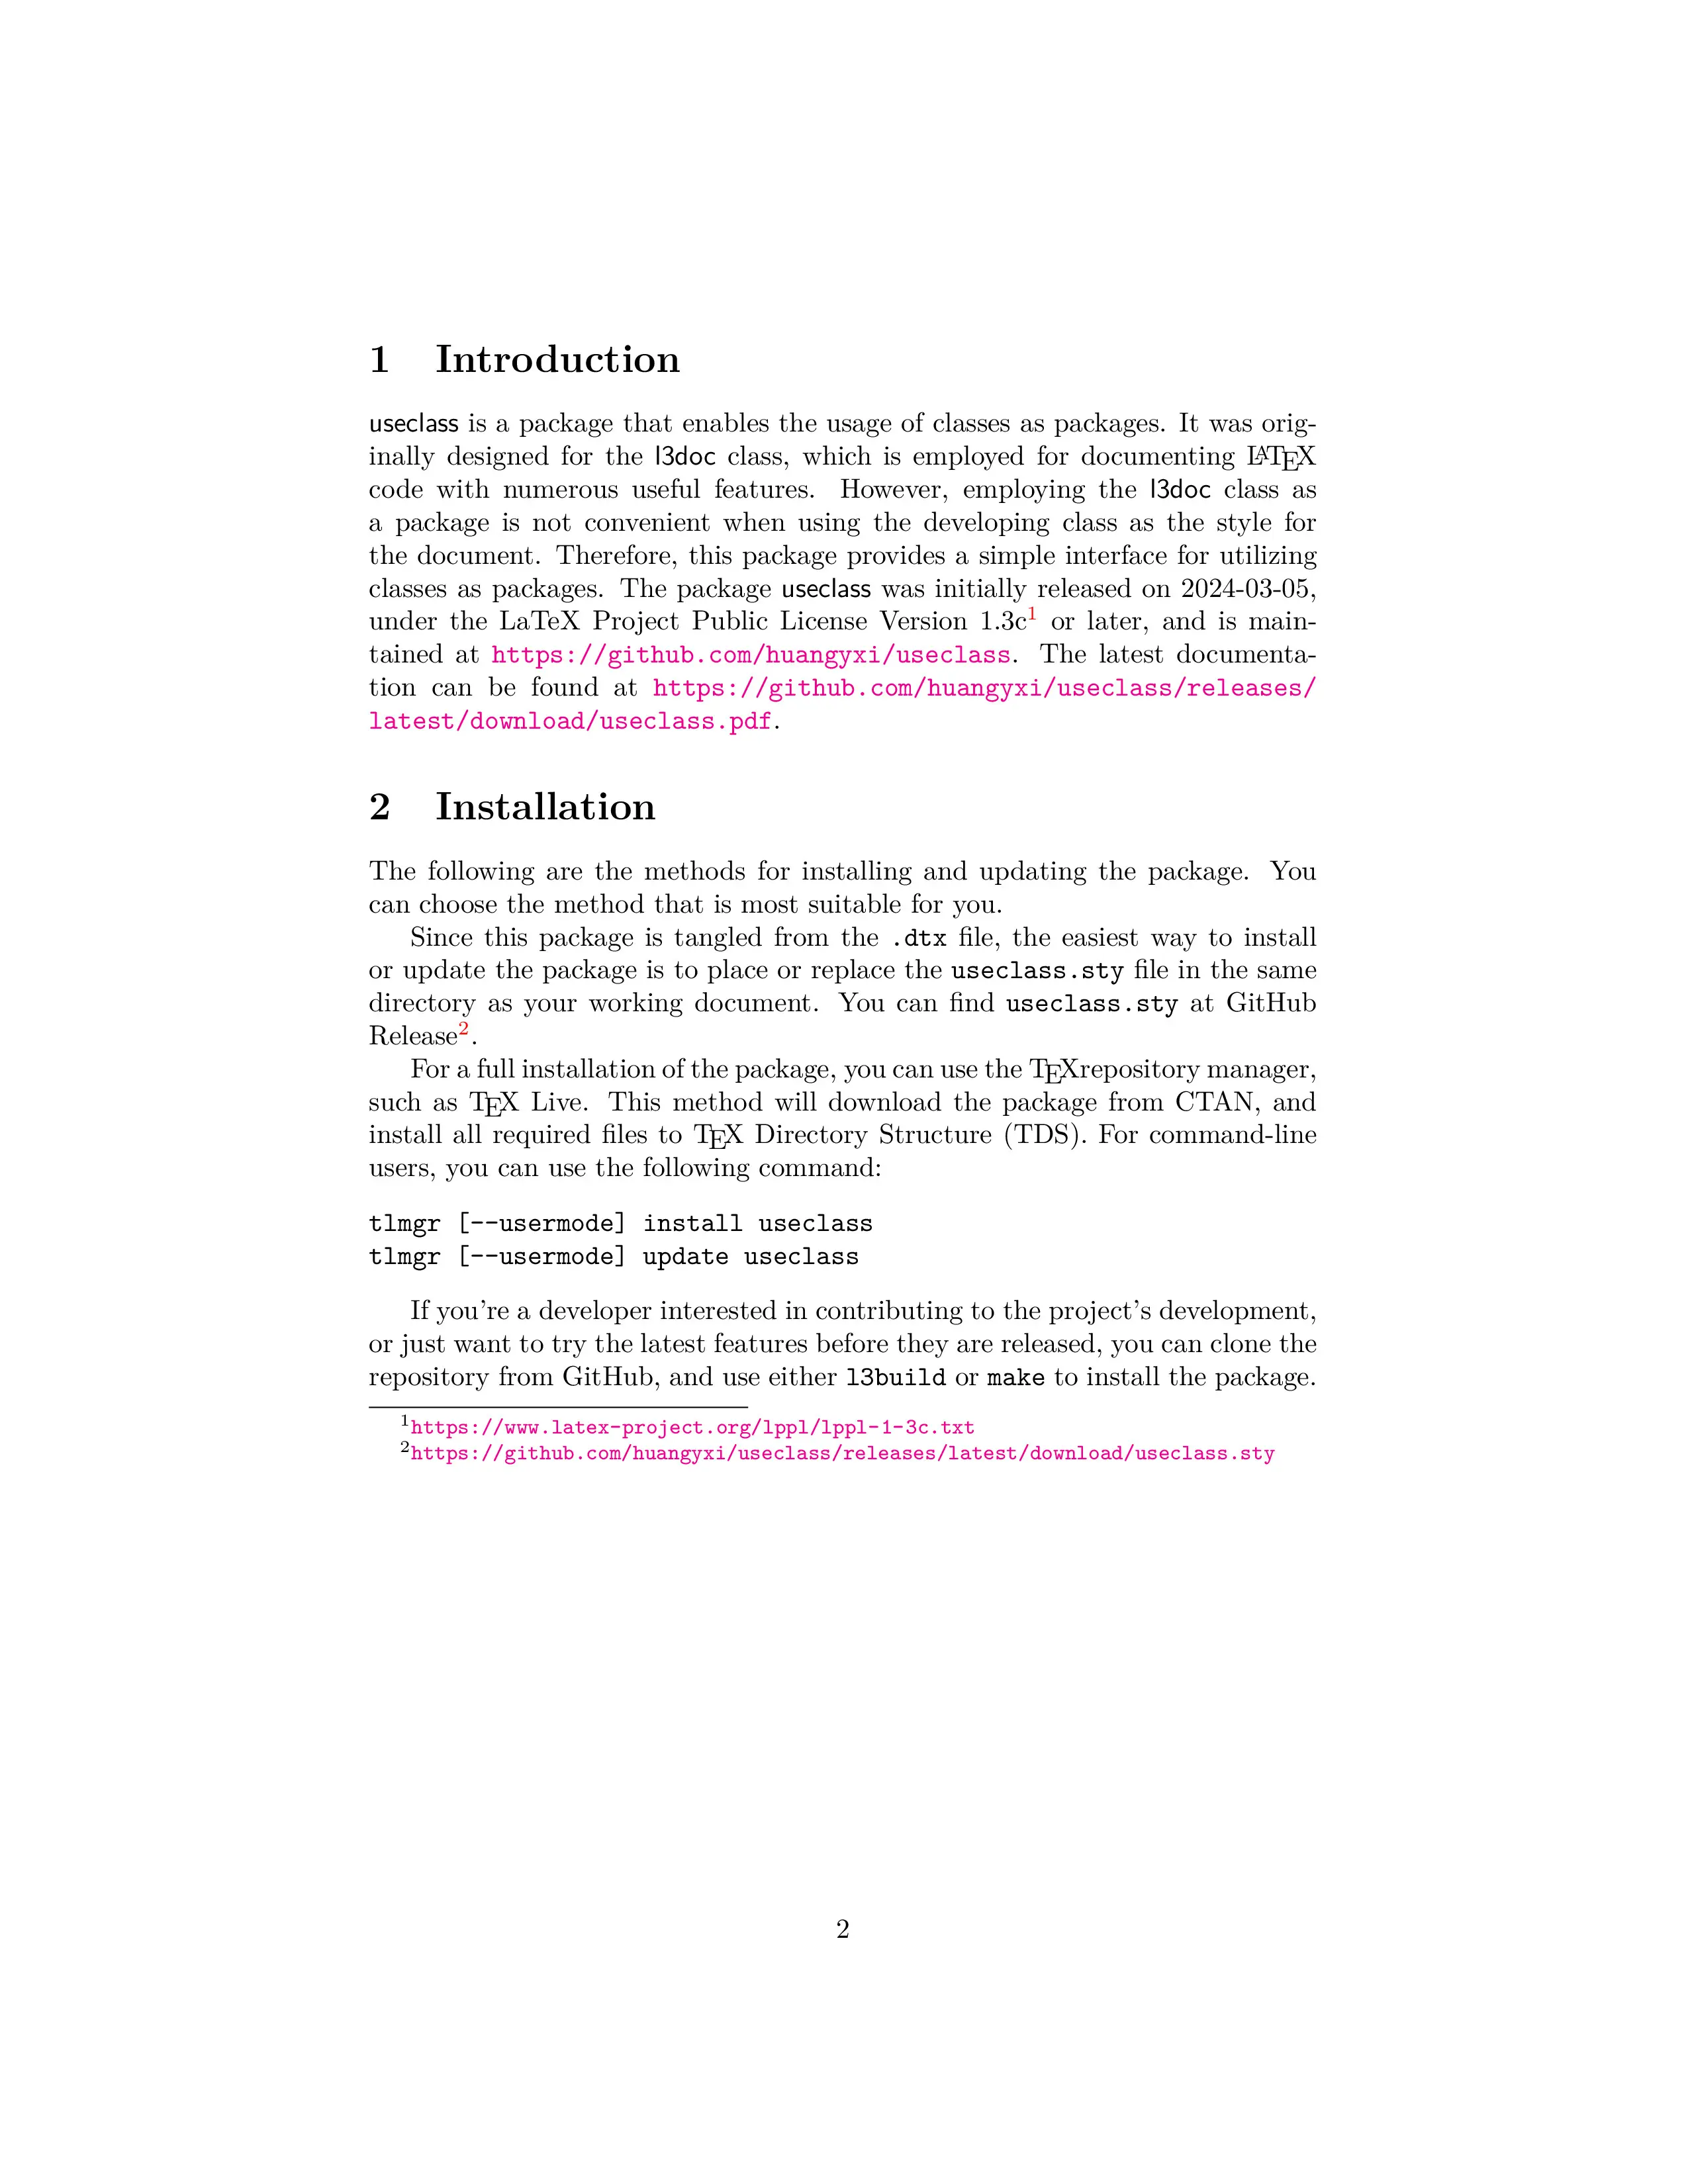 1 Introduction
useclass is a package that enables the usage of classes as packages. It was orig-
inally designed for the l3doc class, which is employed for documenting LATEX
code with numerous useful features. However, employing the l3doc class as
a package is not convenient when using the developing class as the style for
the document. Therefore, this package provides a simple interface for utilizing
classes as packages. The package useclass was initially released on 2024-03-05,
under the LaTeX Project Public License Version 1.3c1 or later, and is main-
tained at https://github.com/huangyxi/useclass. The latest documenta-
tion can be found at https://github.com/huangyxi/useclass/releases/
latest/download/useclass.pdf.
2 Installation
The following are the methods for installing and updating the package. You
can choose the method that is most suitable for you.
Since this package is tangled from the .dtx file, the easiest way to install
or update the package is to place or replace the useclass.sty file in the same
directory as your working document. You can find useclass.sty at GitHub
Release2.
For a full installation of the package, you can use the TEXrepository manager,
such as TEX Live. This method will download the package from CTAN, and
install all required files to TEX Directory Structure (TDS). For command-line
users, you can use the following command:
tlmgr [--usermode] install useclass
tlmgr [--usermode] update useclass
If you're a developer interested in contributing to the project's development,
or just want to try the latest features before they are released, you can clone the
repository from GitHub, and use either l3build or make to install the package.
1https://www.latex-project.org/lppl/lppl-1-3c.txt
2https://github.com/huangyxi/useclass/releases/latest/download/useclass.sty
2